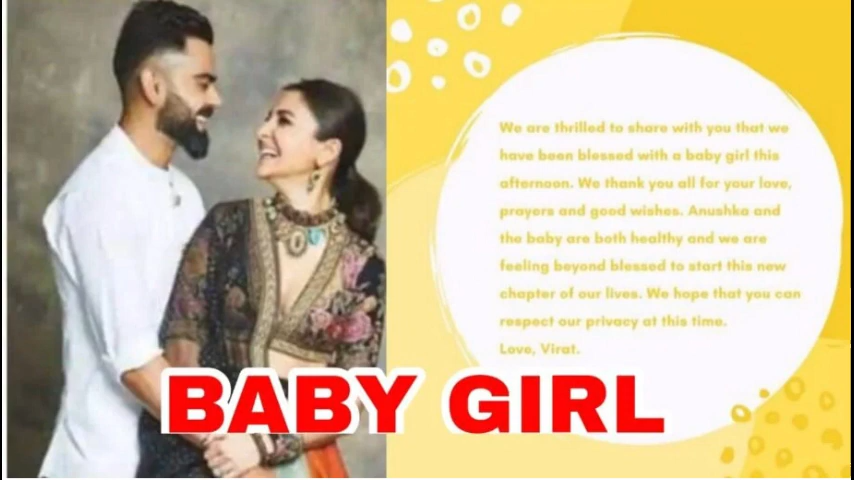 We are thrilled to share with you that we
have been blessed with a baby girl this
afternoon. We thank you all for your love,
prayers and good wishes. Anushka and
the baby are both healthy and we are
feeling beyond blessed to start this new
chapter of our lives. We hope that you can
respect our privacy at this time.
Love, Virat.
BABY GIRL